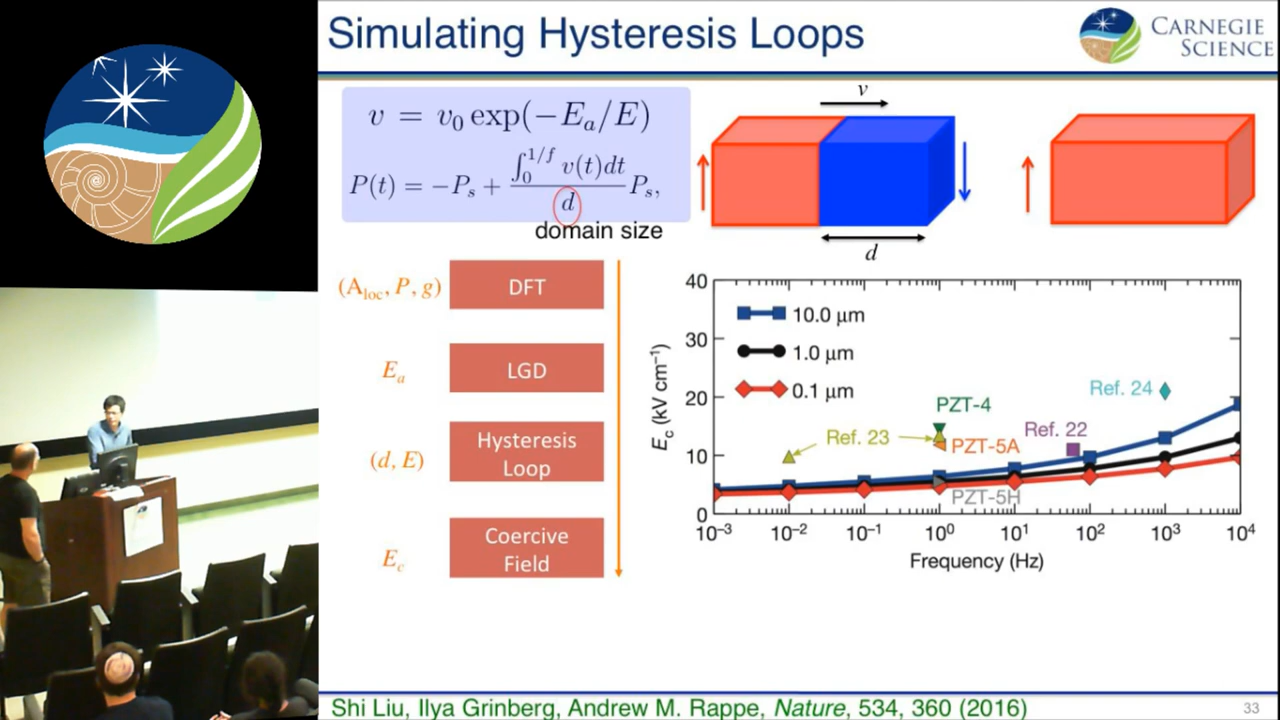 Simulating Hysteresis Loops
CARNEGIE
SCIENCE
v = v₀ exp(−Eₐ/E)
P(t) = −Pₛ + ∫₀^{1/f} v(t)dt / d Pₛ,
domain size
v
d
(A_loc, P, g)
DFT
Eₐ
LGD
(d, E)
Hysteresis
Loop
E_c
Coercive
Field
E_c (kV cm⁻¹)
40
30
20
10
0
10.0 μm
1.0 μm
0.1 μm
PZT-4
Ref. 24
Ref. 23
PZT-5A
Ref. 22
PZT-5H
10⁻³ 10⁻² 10⁻¹ 10⁰ 10¹ 10² 10³ 10⁴
Frequency (Hz)
Shi Liu, Ilya Grinberg, Andrew M. Rappe, Nature, 534, 360 (2016)
33